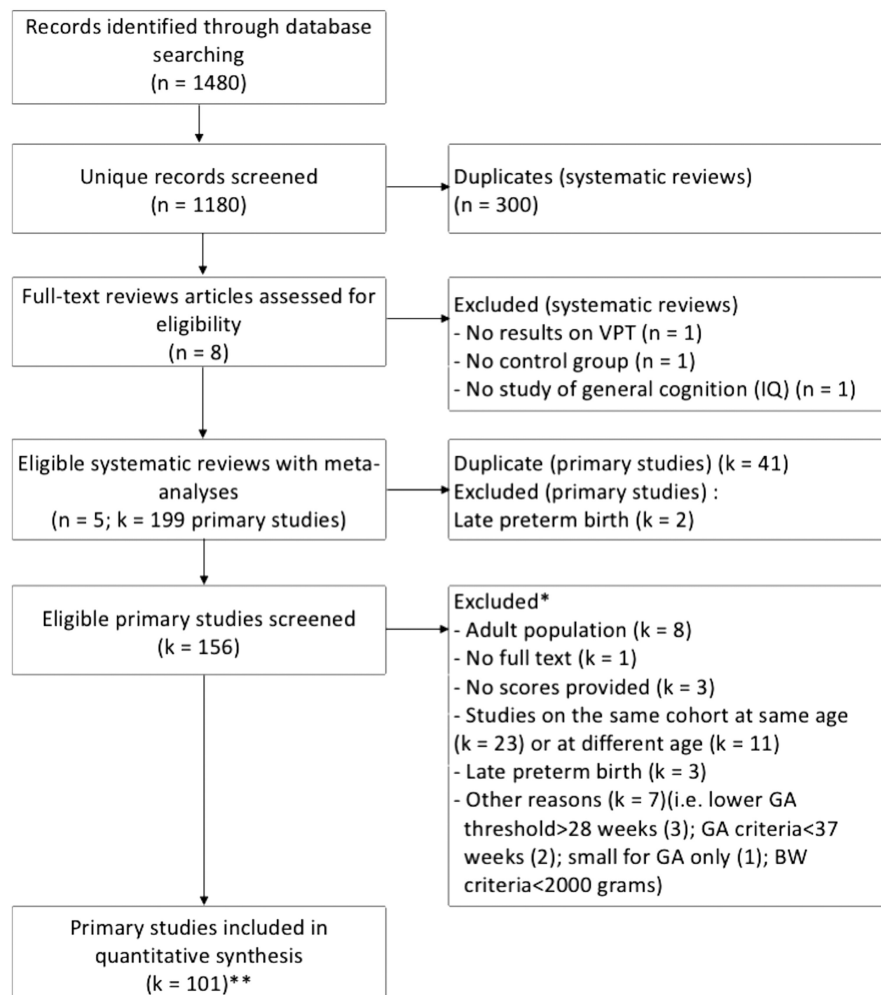 Records identified through database
searching
(n = 1480)
Unique records screened
(n = 1180)
Duplicates (systematic reviews)
(n = 300)
Full-text reviews articles assessed for
eligibility
(n = 8)
Excluded (systematic reviews)
- No results on VPT (n = 1)
- No control group (n = 1)
- No study of general cognition (IQ) (n = 1)
Eligible systematic reviews with meta-
analyses
(n = 5; k = 199 primary studies)
Duplicate (primary studies) (k = 41)
Excluded (primary studies) :
Late preterm birth (k = 2)
Eligible primary studies screened
(k = 156)
Excluded*
- Adult population (k = 8)
- No full text (k = 1)
- No scores provided (k = 3)
- Studies on the same cohort at same age
(k = 23) or at different age (k = 11)
- Late preterm birth (k = 3)
- Other reasons (k = 7)(i.e. lower GA
threshold>28 weeks (3); GA criteria<37
weeks (2); small for GA only (1); BW
criteria<2000 grams)
Primary studies included in
quantitative synthesis
(k = 101)**